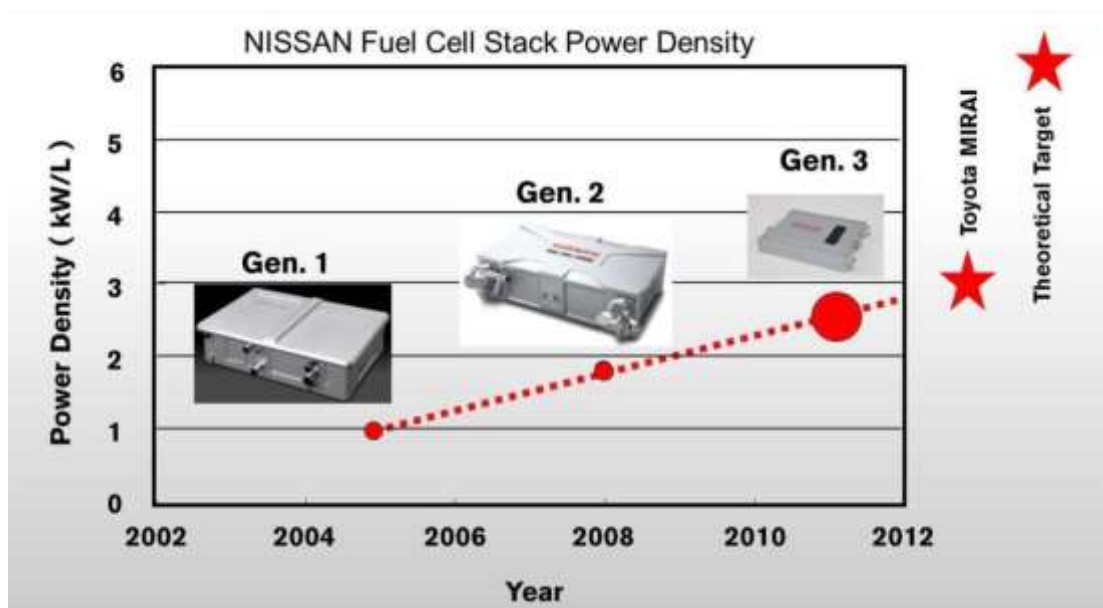 NISSAN Fuel Cell Stack Power Density
6
5
4
3
2
1
0
Power Density ( kW/L )
Gen. 1
Gen. 2
Gen. 3
2002
2004
2006
2008
2010
2012
Year
Toyota MIRAI
Theoretical Target